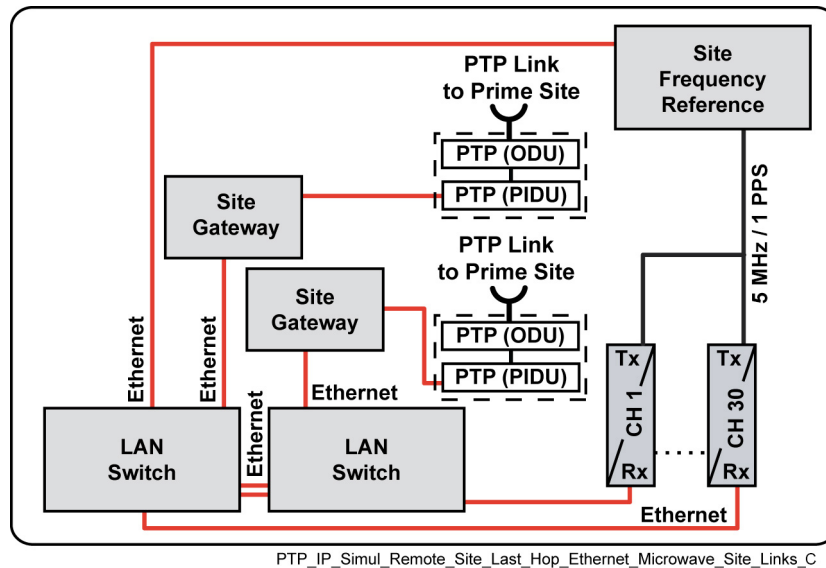 Site
Frequency
Reference
PTP Link
to Prime Site
PTP (ODU)
PTP (PIDU)
Site
Gateway
PTP Link
to Prime Site
PTP (ODU)
PTP (PIDU)
Site
Gateway
5 MHz / 1 PPS
Ethernet
Ethernet
Ethernet
Ethernet
LAN
Switch
LAN
Switch
Tx
CH 1
Rx
Tx
CH 30
Rx
Ethernet
PTP_IP_Simul_Remote_Site_Last_Hop_Ethernet_Microwave_Site_Links_C